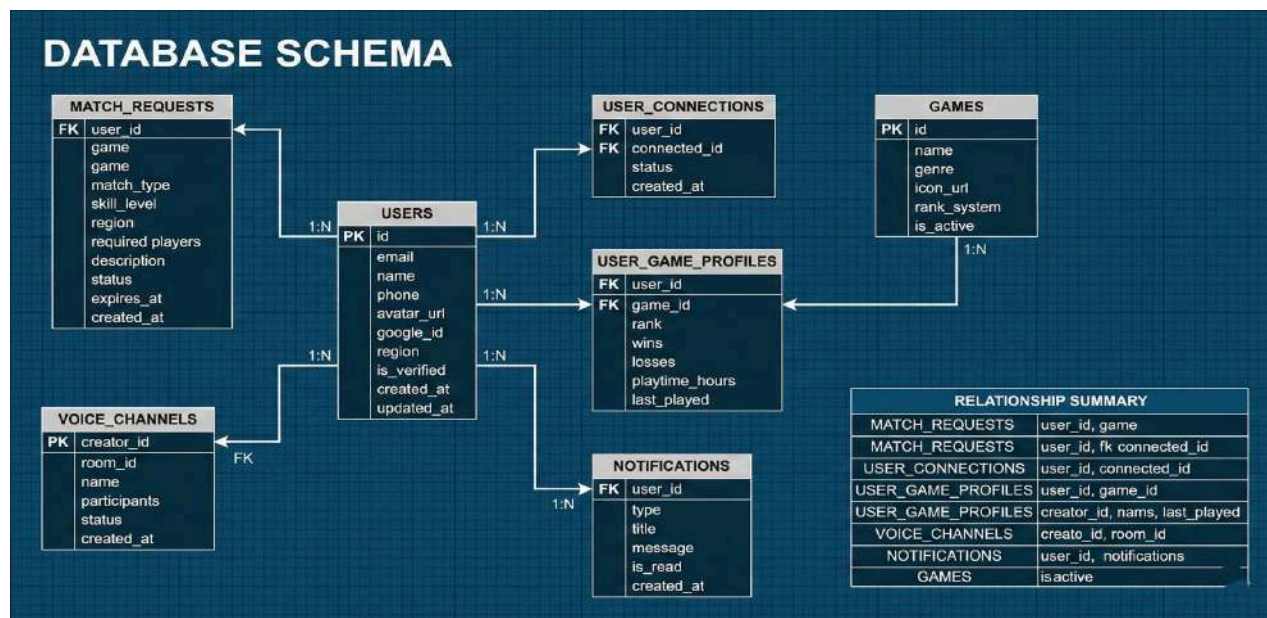 DATABASE SCHEMA
MATCH_REQUESTS
FK user_id
game
game
match_type
skill_level
region
required players
description
status
expires_at
created_at
1:N
USERS
PK id
email
name
phone
avatar_url
google_id
region
is_verified
created_at
updated_at
1:N
1:N
1:N
1:N
VOICE_CHANNELS
PK creator_id
room_id
name
participants
status
created_at
FK
USER_CONNECTIONS
FK user_id
FK connected_id
status
created_at
USER_GAME_PROFILES
FK user_id
FK game_id
rank
wins
losses
playtime_hours
last_played
NOTIFICATIONS
FK user_id
type
title
message
is_read
created_at
1:N
GAMES
PK id
name
genre
icon_url
rank_system
is_active
1:N
RELATIONSHIP SUMMARY
MATCH_REQUESTS user_id, game
MATCH_REQUESTS user_id, fk connected_id
USER_CONNECTIONS user_id, connected_id
USER_GAME_PROFILES user_id, game_id
USER_GAME_PROFILES creator_id, nams, last_played
VOICE_CHANNELS creato_id, room_id
NOTIFICATIONS user_id, notifications
GAMES is active